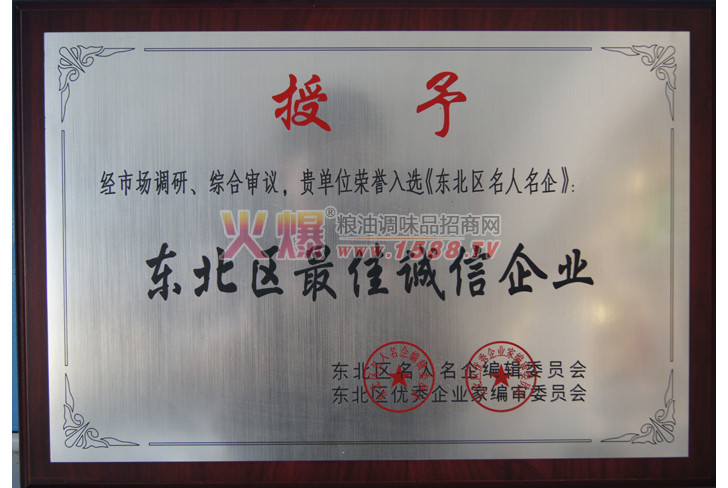 授予
经市场调研、综合审议，贵单位荣誉入选《东北区名人名企》：
火爆®粮油调味品招商网
www.1588.TV
东北区最佳诚信企业
东北区名人名企编辑委员会
东北区优秀企业家编审委员会